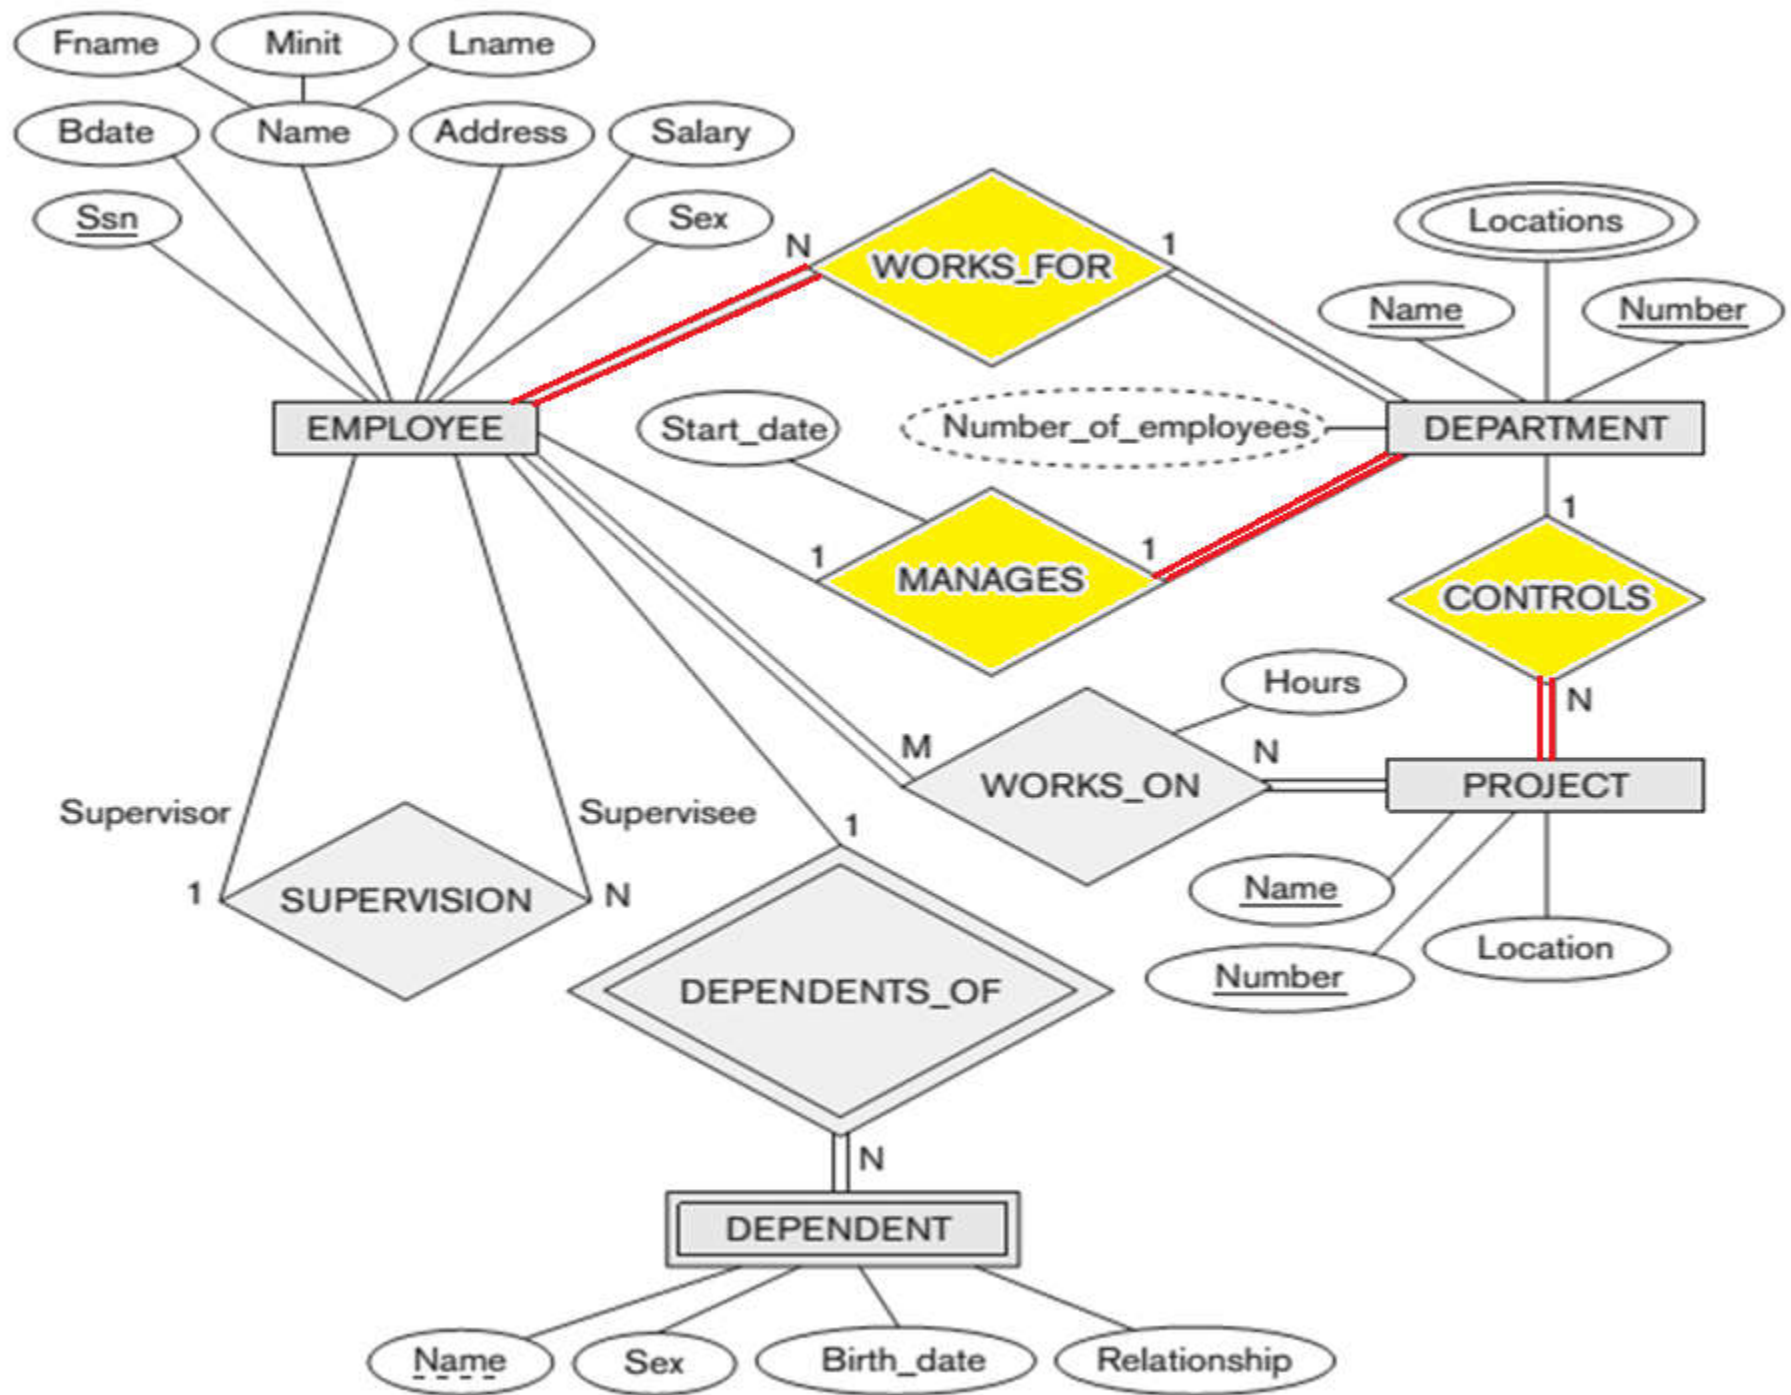 Fname Minit Lname
Bdate Name Address Salary
Ssn Sex
N WORKS_FOR 1
Locations
Name Number
EMPLOYEE Start_date Number_of_employees DEPARTMENT
1 MANAGES 1
1
CONTROLS
N
Hours
M WORKS_ON N PROJECT
Supervisor Supervisee
1 SUPERVISION N
1
Name
Number Location
DEPENDENTS_OF
N
DEPENDENT
Name Sex Birth_date Relationship